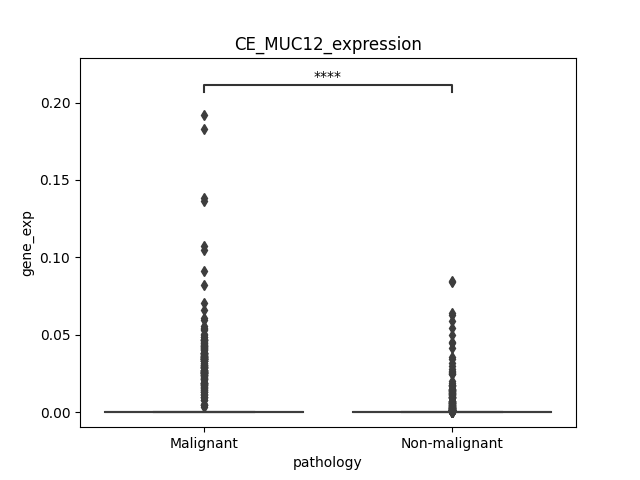 CE_MUC12_expression
****
0.20
0.15
0.10
0.05
0.00
gene_exp
Malignant
Non-malignant
pathology